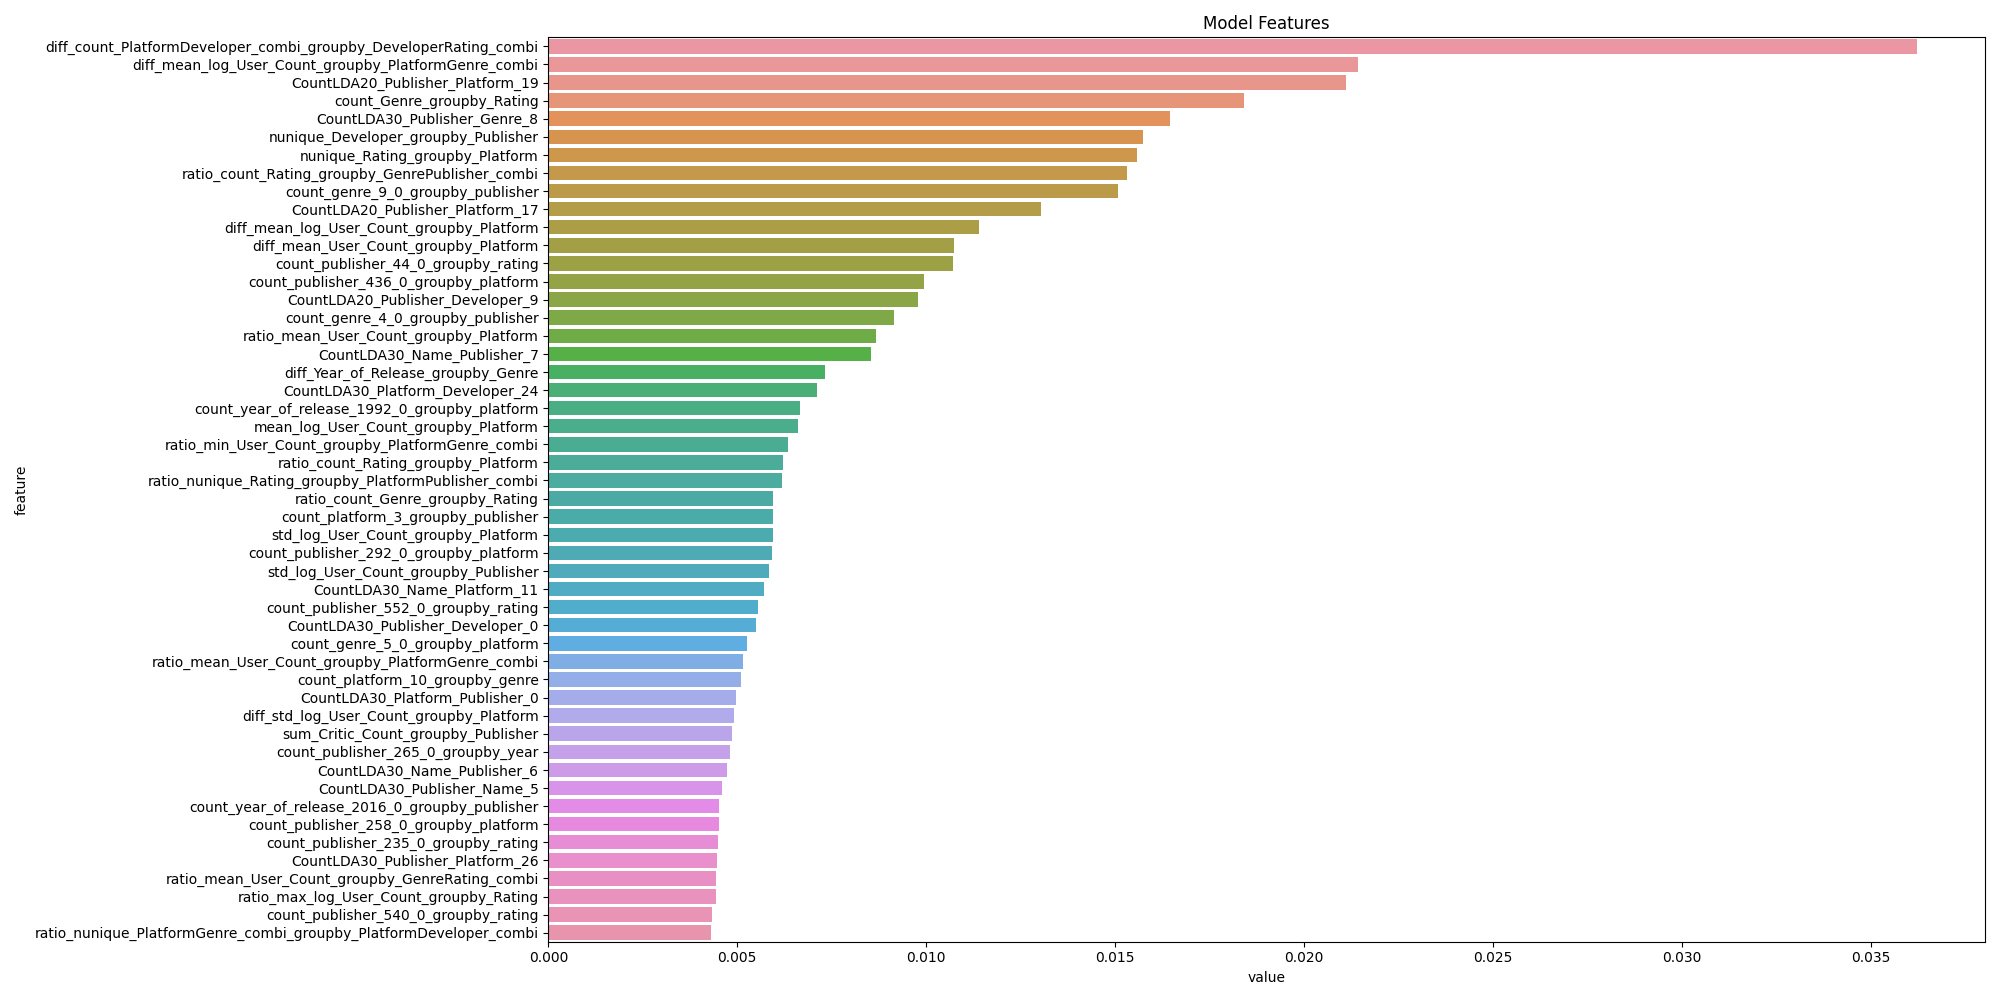 Model Features
feature
diff_count_PlatformDeveloper_combi_groupby_DeveloperRating_combi
diff_mean_log_User_Count_groupby_PlatformGenre_combi
CountLDA20_Publisher_Platform_19
count_Genre_groupby_Rating
CountLDA30_Publisher_Genre_8
nunique_Developer_groupby_Publisher
nunique_Rating_groupby_Platform
ratio_count_Rating_groupby_GenrePublisher_combi
count_genre_9_0_groupby_publisher
CountLDA20_Publisher_Platform_17
diff_mean_log_User_Count_groupby_Platform
diff_mean_User_Count_groupby_Platform
count_publisher_44_0_groupby_rating
count_publisher_436_0_groupby_platform
CountLDA20_Publisher_Developer_9
count_genre_4_0_groupby_publisher
ratio_mean_User_Count_groupby_Platform
CountLDA30_Name_Publisher_7
diff_Year_of_Release_groupby_Genre
CountLDA30_Platform_Developer_24
count_year_of_release_1992_0_groupby_platform
mean_log_User_Count_groupby_Platform
ratio_min_User_Count_groupby_PlatformGenre_combi
ratio_count_Rating_groupby_Platform
ratio_nunique_Rating_groupby_PlatformPublisher_combi
ratio_count_Genre_groupby_Rating
count_platform_3_groupby_publisher
std_log_User_Count_groupby_Platform
count_publisher_292_0_groupby_platform
std_log_User_Count_groupby_Publisher
CountLDA30_Name_Platform_11
count_publisher_552_0_groupby_rating
CountLDA30_Publisher_Developer_0
count_genre_5_0_groupby_platform
ratio_mean_User_Count_groupby_PlatformGenre_combi
count_platform_10_groupby_genre
CountLDA30_Platform_Publisher_0
diff_std_log_User_Count_groupby_Platform
sum_Critic_Count_groupby_Publisher
count_publisher_265_0_groupby_year
CountLDA30_Name_Publisher_6
CountLDA30_Publisher_Name_5
count_year_of_release_2016_0_groupby_publisher
count_publisher_258_0_groupby_platform
count_publisher_235_0_groupby_rating
CountLDA30_Publisher_Platform_26
ratio_mean_User_Count_groupby_GenreRating_combi
ratio_max_log_User_Count_groupby_Rating
count_publisher_540_0_groupby_rating
ratio_nunique_PlatformGenre_combi_groupby_PlatformDeveloper_combi
0.000 0.005 0.010 0.015 0.020 0.025 0.030 0.035
value